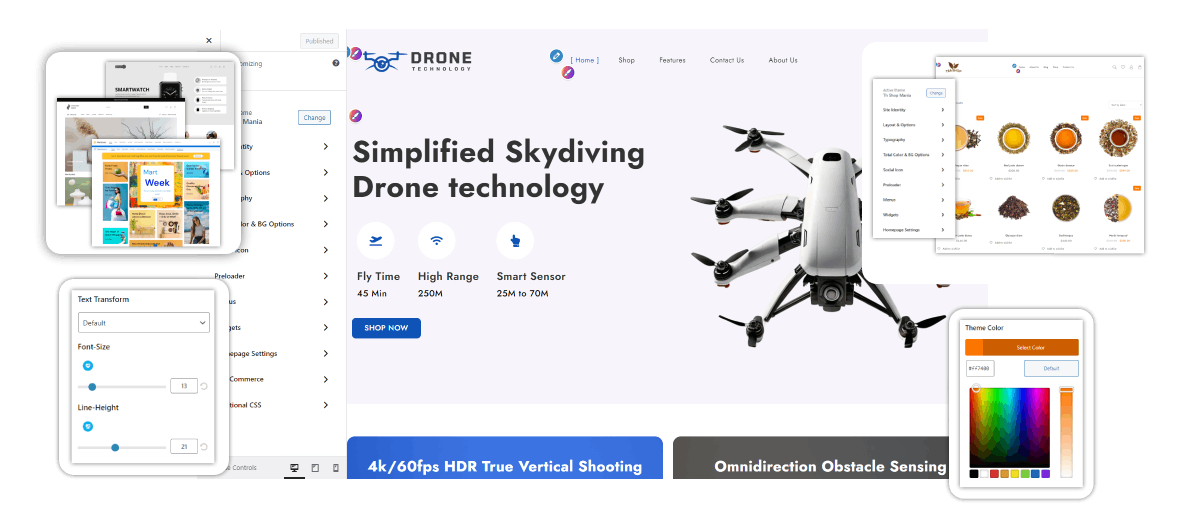 Published
omizing
ome
Mania
Change
ntity
& Options
phy
lor & BG Options
con
Preloader
us
gets
epage Settings
Commerce
tional CSS
e Controls
SMARTWATCH
Mart
Week
Text Transform
Default
Font-Size
13
Line-Height
21
DRONE
TECHNOLOGY
[ Home ]
Shop
Features
Contact Us
About Us
Simplified Skydiving
Drone technology
Fly Time
45 Min
High Range
250M
Smart Sensor
25M to 70M
SHOP NOW
4k/60fps HDR True Vertical Shooting
Omnidirection Obstacle Sensing
Active theme
Th Shop Mania
Change
Site Identity
Layout & Options
Typography
Total Color & BG Options
Social Icon
Preloader
Menus
Widgets
Homepage Settings
Theme Color
Select Color
Default